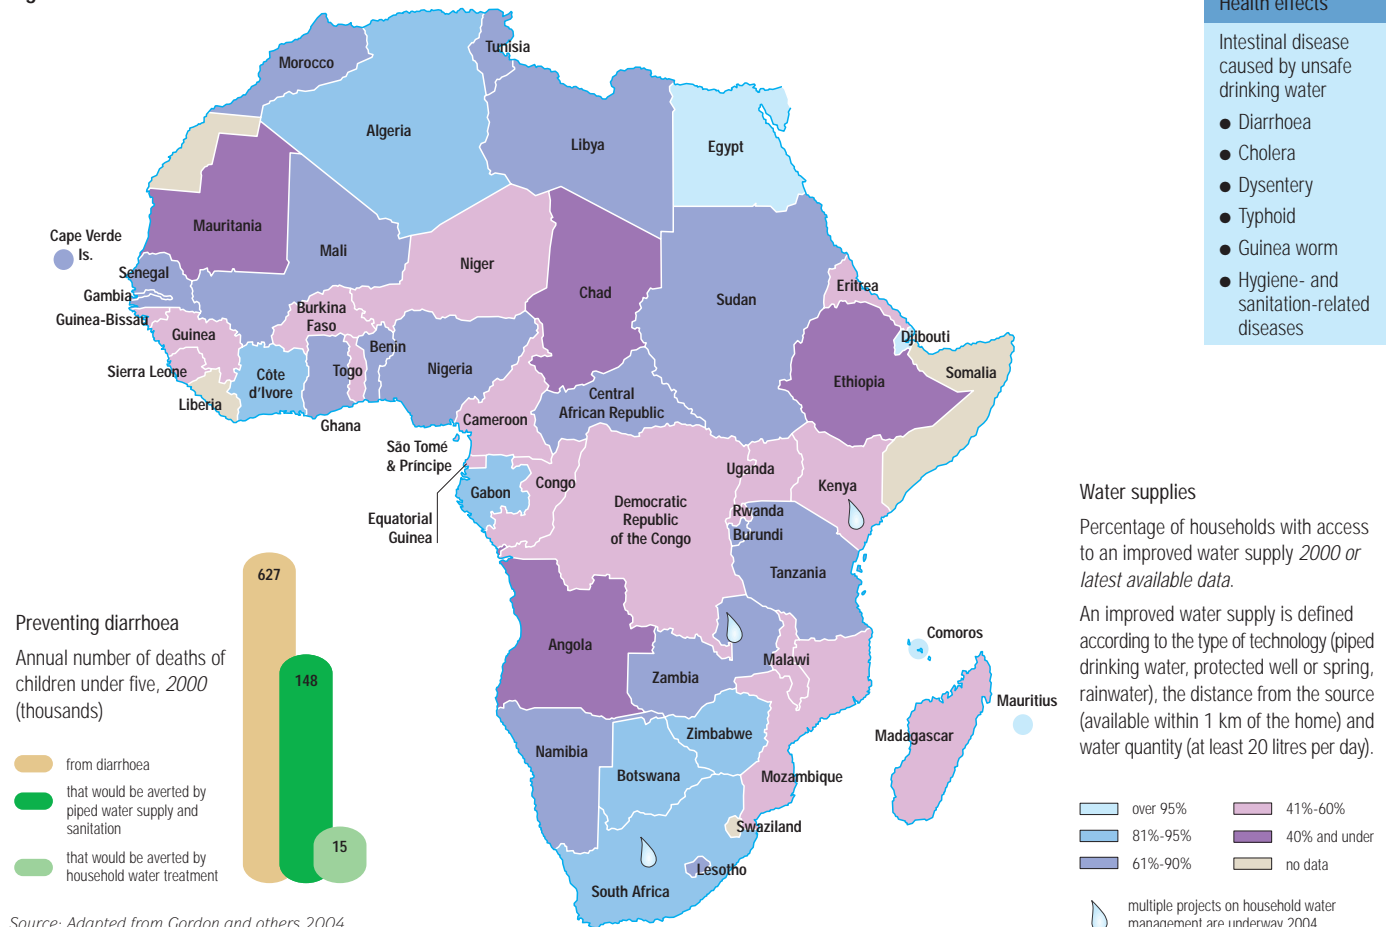 Health effects
Intestinal disease
caused by unsafe
drinking water
● Diarrhoea
● Cholera
● Dysentery
● Typhoid
● Guinea worm
● Hygiene- and
sanitation-related
diseases
Tunisia
Morocco
Algeria
Libya
Egypt
Mauritania
Cape Verde
Is.
Mali
Niger
Senegal
Chad
Sudan
Eritrea
Gambia
Burkina
Faso
Guinea-Bissau
Guinea
Djibouti
Benin
Nigeria
Togo
Sierra Leone
Côte
d'Ivore
Ethiopia
Somalia
Liberia
Central
African Republic
Ghana
Cameroon
São Tomé
& Príncipe
Uganda
Kenya
Gabon
Congo
Democratic
Republic
of the Congo
Rwanda
Burundi
Equatorial
Guinea
Tanzania
Angola
Comoros
Malawi
Zambia
Mauritius
Zimbabwe
Madagascar
Namibia
Botswana
Mozambique
Swaziland
Lesotho
South Africa
Water supplies
Percentage of households with access
to an improved water supply 2000 or
latest available data.
An improved water supply is defined
according to the type of technology (piped
drinking water, protected well or spring,
rainwater), the distance from the source
(available within 1 km of the home) and
water quantity (at least 20 litres per day).
over 95%
81%-95%
61%-90%
41%-60%
40% and under
no data
multiple projects on household water
management are underway 2004
Preventing diarrhoea
Annual number of deaths of
children under five, 2000
(thousands)
from diarrhoea
that would be averted by
piped water supply and
sanitation
that would be averted by
household water treatment
627
148
15
Source: Adapted from Gordon and others 2004